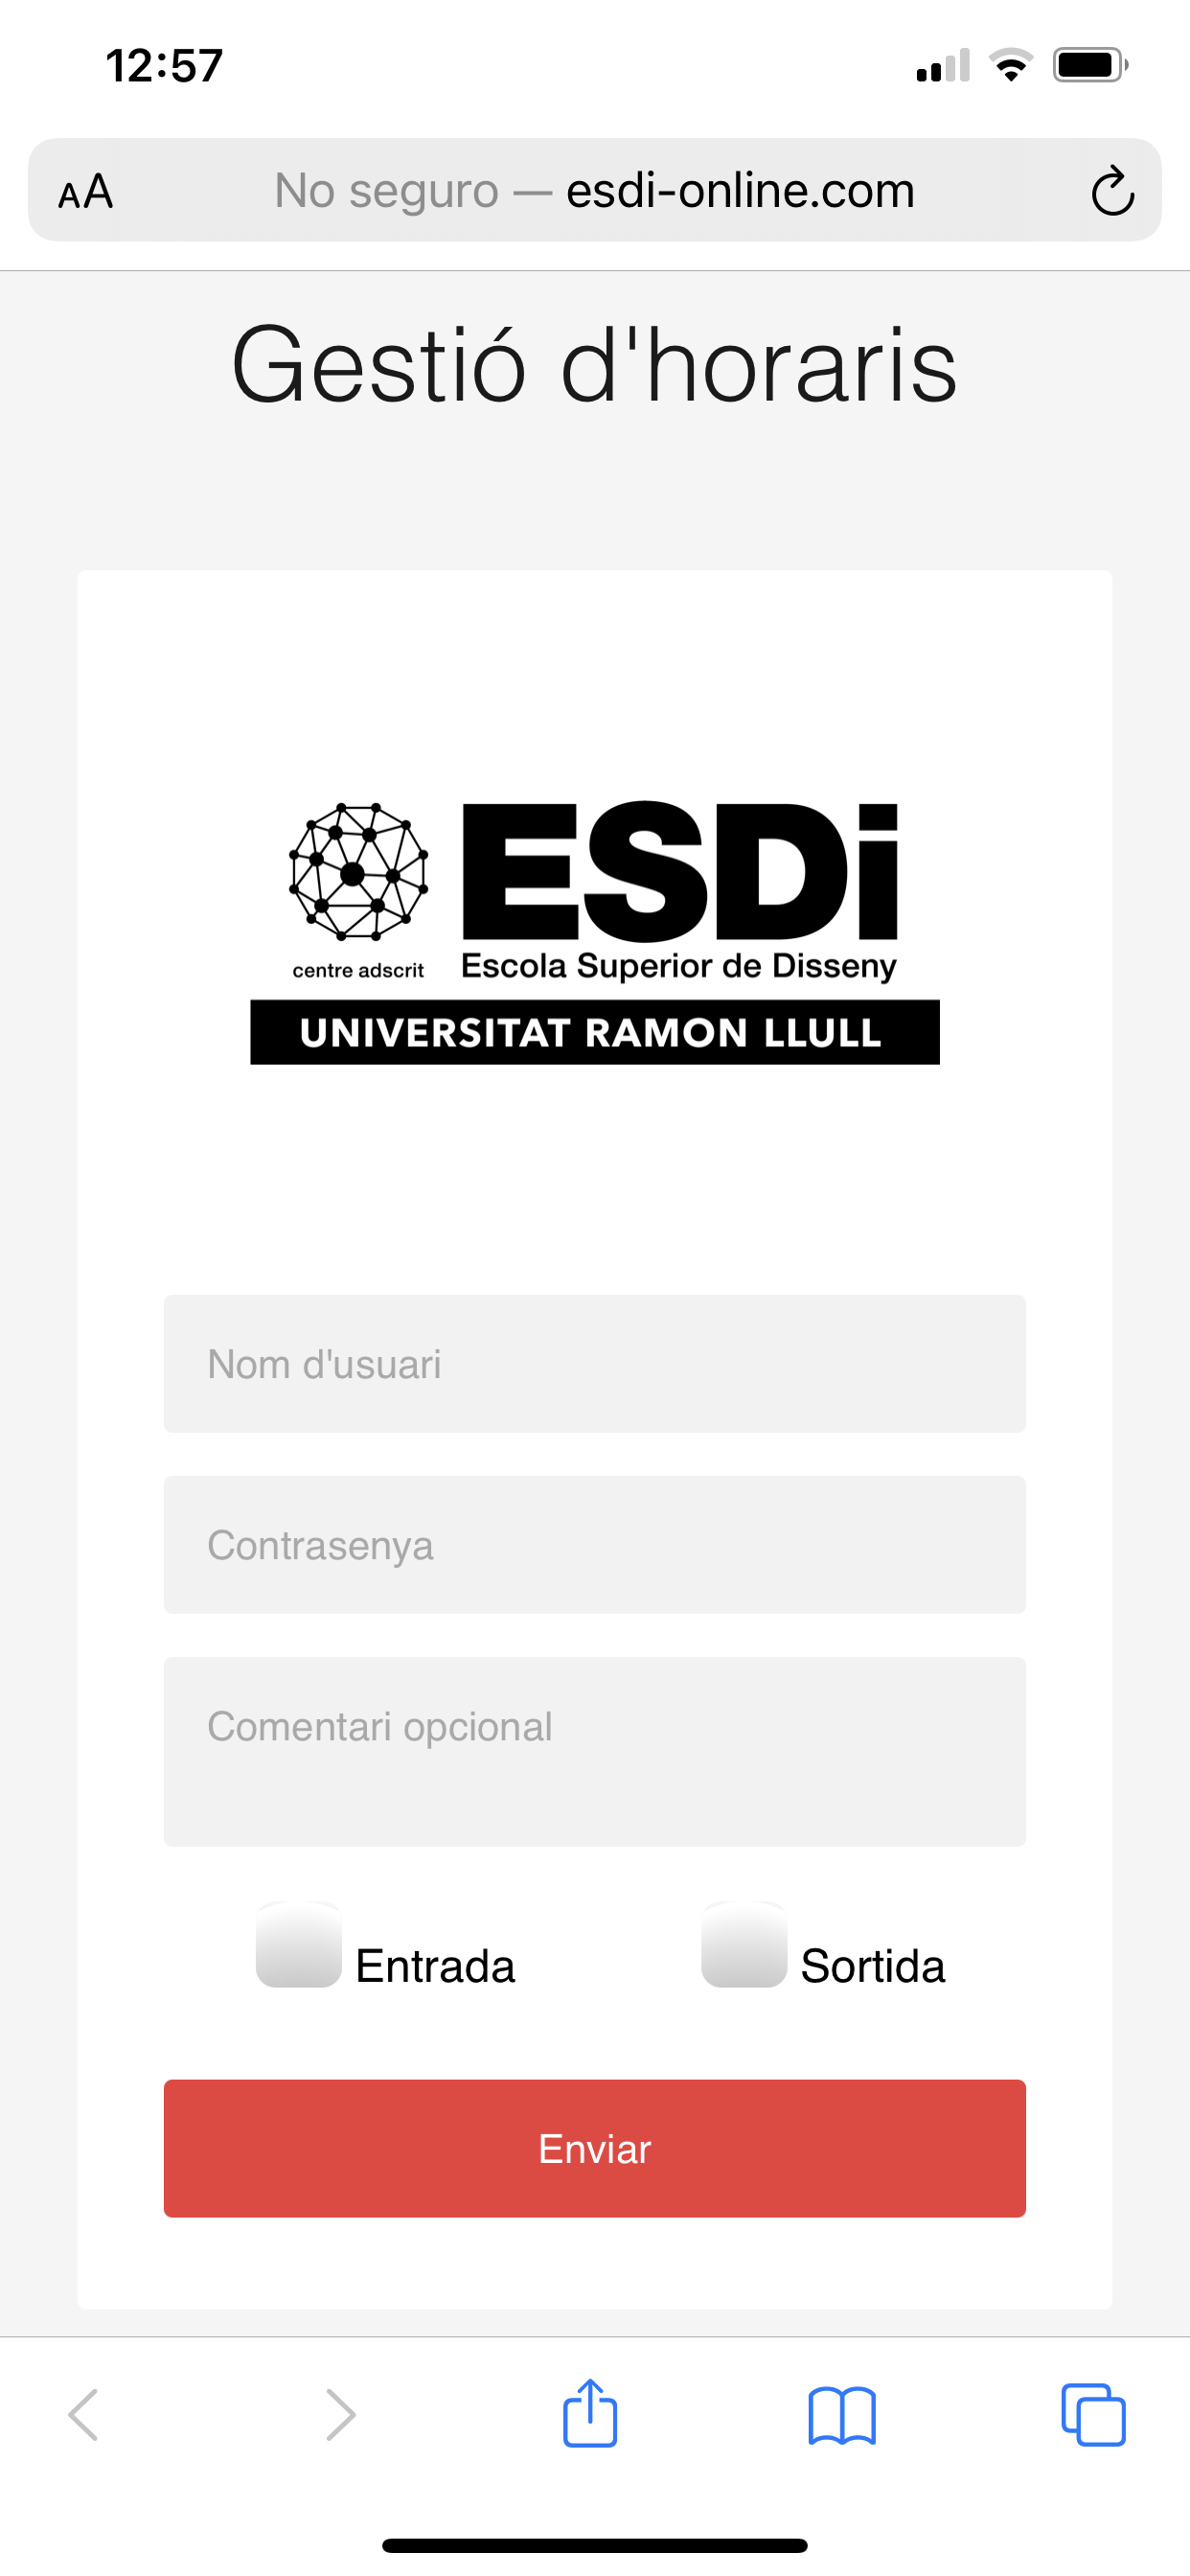 12:57
AA No seguro — esdi-online.com
Gestió d'horaris
ESDi
centre adscrit Escola Superior de Disseny
UNIVERSITAT RAMON LLULL
Nom d'usuari
Contrasenya
Comentari opcional
Entrada Sortida
Enviar